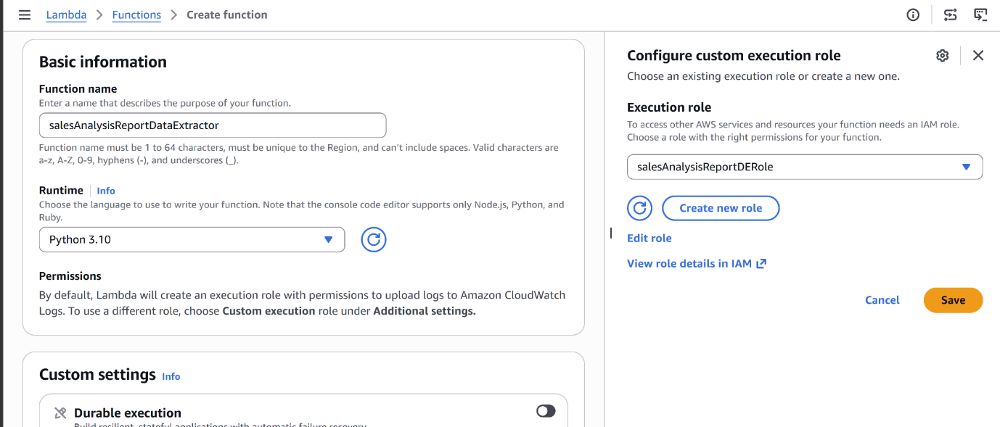 Lambda > Functions > Create function
Basic information
Function name
Enter a name that describes the purpose of your function.
salesAnalysisReportDataExtractor
Function name must be 1 to 64 characters, must be unique to the Region, and can't include spaces. Valid characters are
a-z, A-Z, 0-9, hyphens (-), and underscores (_).
Runtime Info
Choose the language to use to write your function. Note that the console code editor supports only Node.js, Python, and
Ruby.
Python 3.10
Permissions
By default, Lambda will create an execution role with permissions to upload logs to Amazon CloudWatch
Logs. To use a different role, choose Custom execution role under Additional settings.
Custom settings Info
Durable execution
Build resilient, stateful applications with automatic failure recovery.
Configure custom execution role
Choose an existing execution role or create a new one.
Execution role
To access other AWS services and resources your function needs an IAM role.
Choose a role with the right permissions for your function.
salesAnalysisReportDERole
Create new role
Edit role
View role details in IAM
Cancel
Save